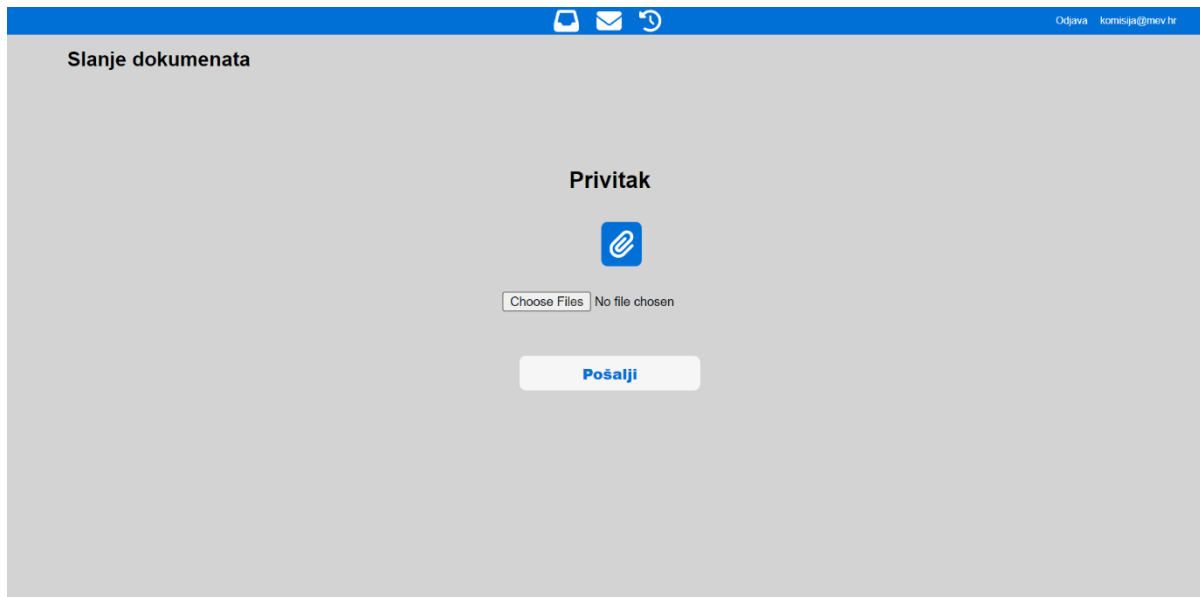 Odjava komisija@mev.hr
Slanje dokumenata
Privitak
Choose Files No file chosen
Pošalji